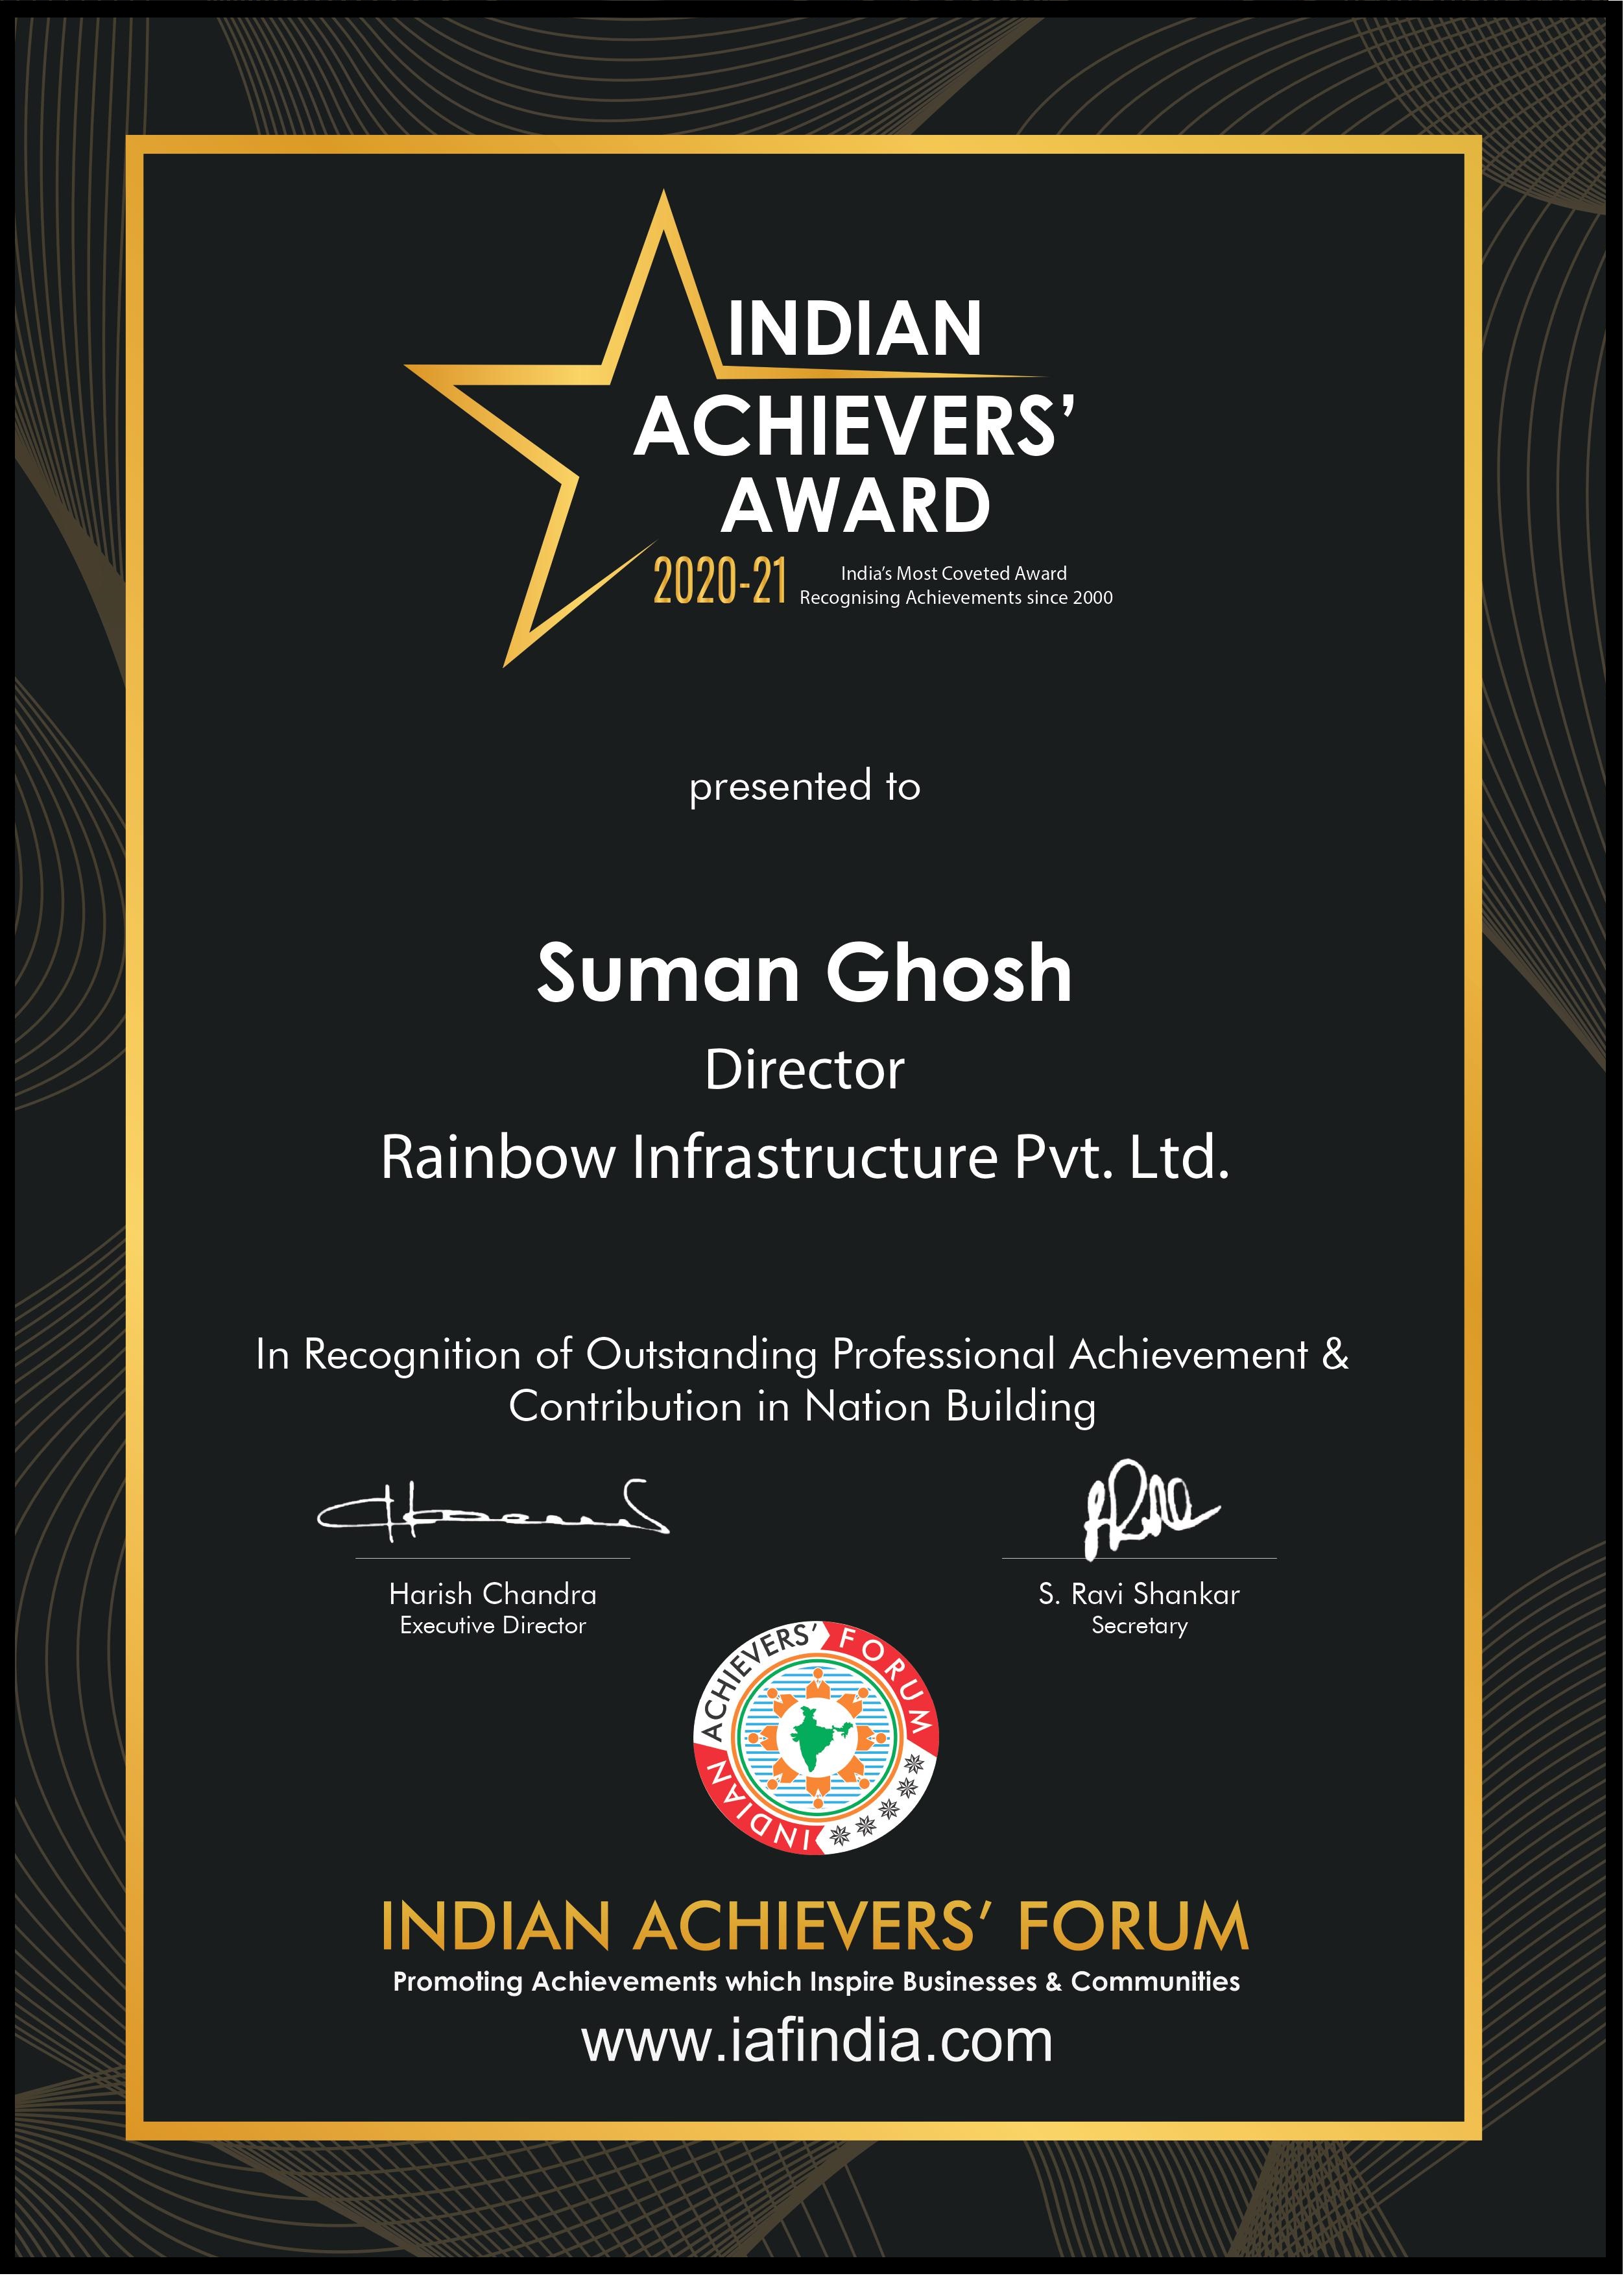 INDIAN
ACHIEVERS’
AWARD
2020-21
India’s Most Coveted Award
Recognising Achievements since 2000
presented to
Suman Ghosh
Director
Rainbow Infrastructure Pvt. Ltd.
In Recognition of Outstanding Professional Achievement &
Contribution in Nation Building
Harish Chandra
Executive Director
S. Ravi Shankar
Secretary
INDIAN ACHIEVERS’ FORUM
INDIAN ACHIEVERS’ FORUM
Promoting Achievements which Inspire Businesses & Communities
www.iafindia.com